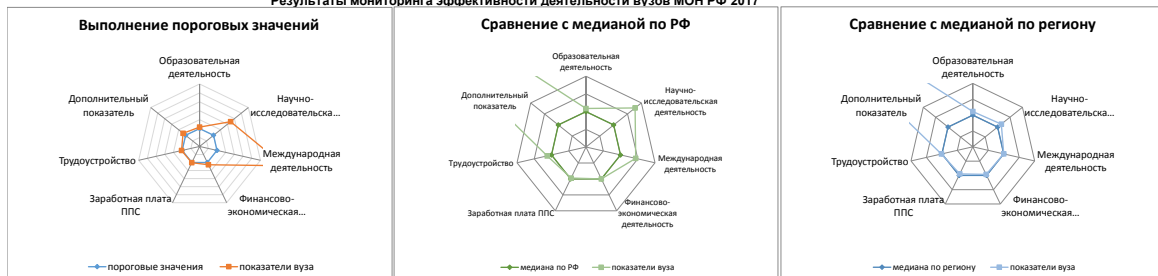 Результаты мониторинга эффективности деятельности вузов МОН РФ 2017
Выполнение пороговых значений
Образовательная
деятельность
Научно-
исследовательска...
Международная
деятельность
Финансово-
экономическая...
Заработная плата
ППС
Трудоустройство
Дополнительный
показатель
пороговые значения
показатели вуза
Сравнение с медианой по РФ
Образовательная
деятельность
Научно-
исследовательская
деятельность
Международная
деятельность
Финансово-
экономическая
деятельность
Заработная плата ППС
Трудоустройство
Дополнительный
показатель
медиана по РФ
показатели вуза
Сравнение с медианой по региону
Образовательная
деятельность
Научно-
исследовательска...
Международная
деятельность
Финансово-
экономическая...
Заработная плата
ППС
Трудоустройство
Дополнительный
показатель
медиана по региону
показатели вуза